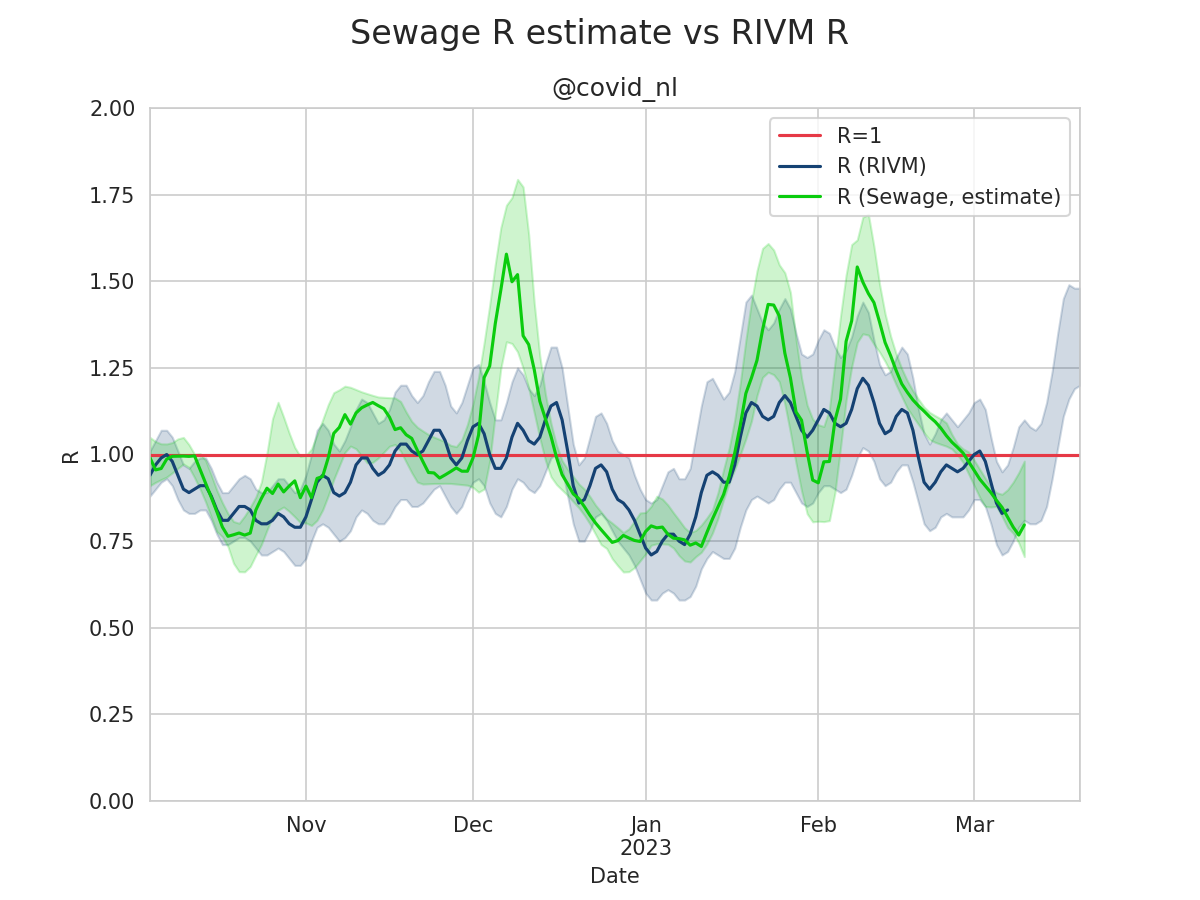 Sewage R estimate vs RIVM R
@covid_nl
R=1
R (RIVM)
R (Sewage, estimate)
2.00
1.75
1.50
1.25
1.00
0.75
0.50
0.25
0.00
R
Nov Dec Jan Feb Mar
2023
Date